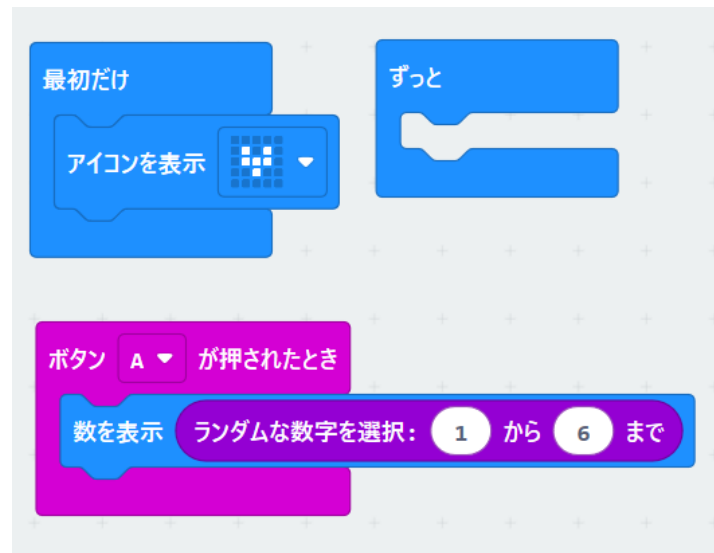 最初だけ
アイコンを表示
ずっと
ボタン A が押されたとき
数を表示 ランダムな数字を選択: 1 から 6 まで